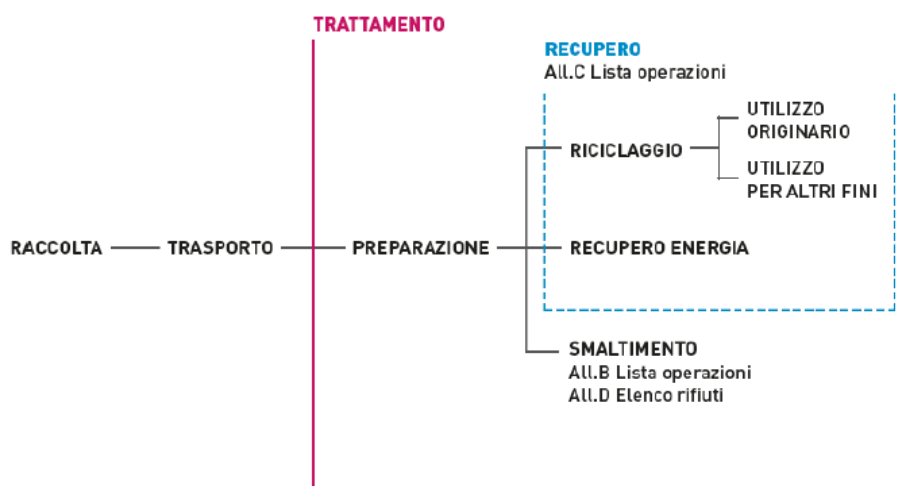 TRATTAMENTO
RECUPERO
All.C Lista operazioni
UTILIZZO
ORIGINARIO
RICICLAGGIO
UTILIZZO
PER ALTRI FINI
RACCOLTA
TRASPORTO
PREPARAZIONE
RECUPERO ENERGIA
SMALTIMENTO
All.B Lista operazioni
All.D Elenco rifiuti